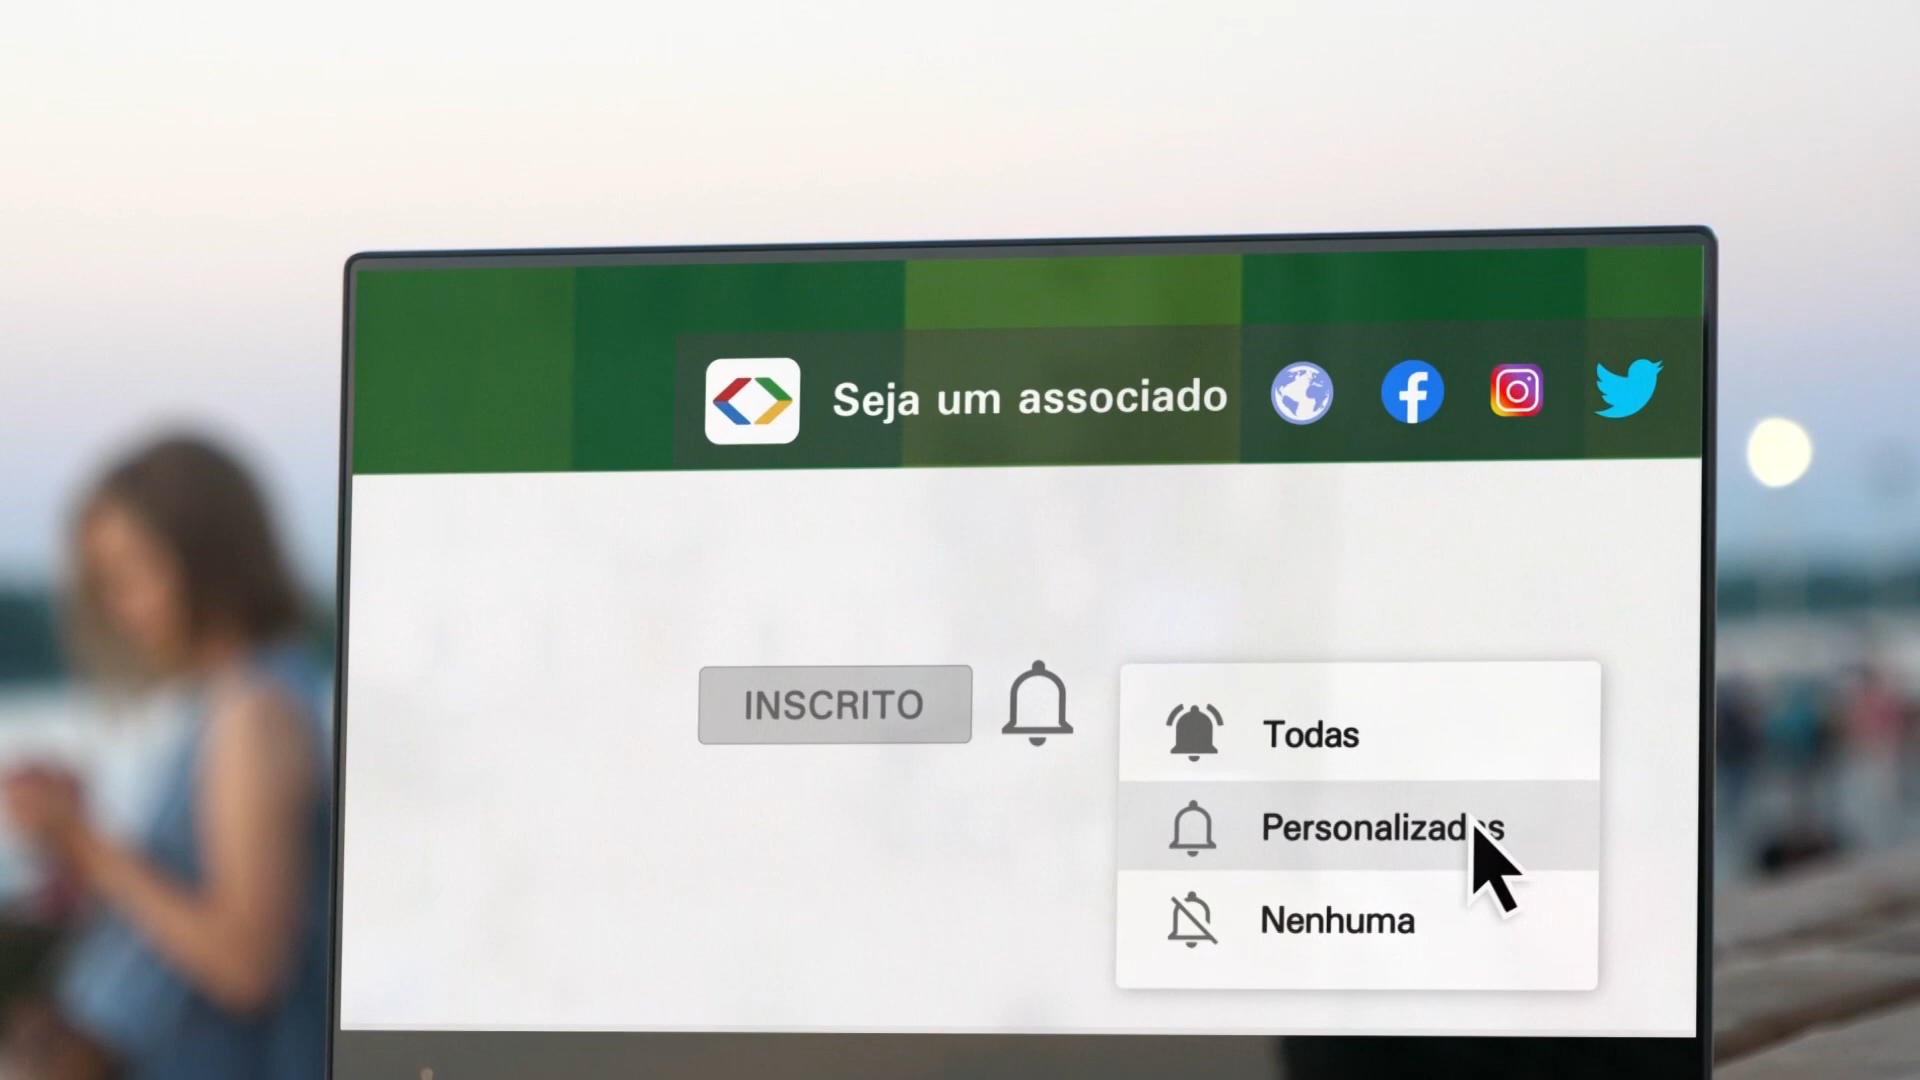 Seja um associado
INSCRITO
Todas
Personalizadas
Nenhuma